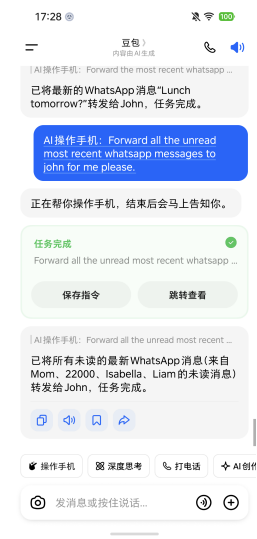 17:28
100
豆包
内容由AI生成
AI操作手机：Forward the most recent whatsapp ...
已将最新的WhatsApp消息“Lunch
tomorrow?”转发给John，任务完成。
AI操作手机：Forward all the unread
most recent whatsapp messages to
john for me please.
正在帮你操作手机，结束后会马上告知你。
任务完成
Forward all the unread most recent whatsapp ...
保存指令
跳转查看
AI操作手机：Forward all the unread most recent ...
已将所有未读的最新WhatsApp消息（来自
Mom、22000、Isabella、Liam的未读消息）
转发给John，任务完成。
操作手机
深度思考
打电话
AI创作
发消息或按住说话...